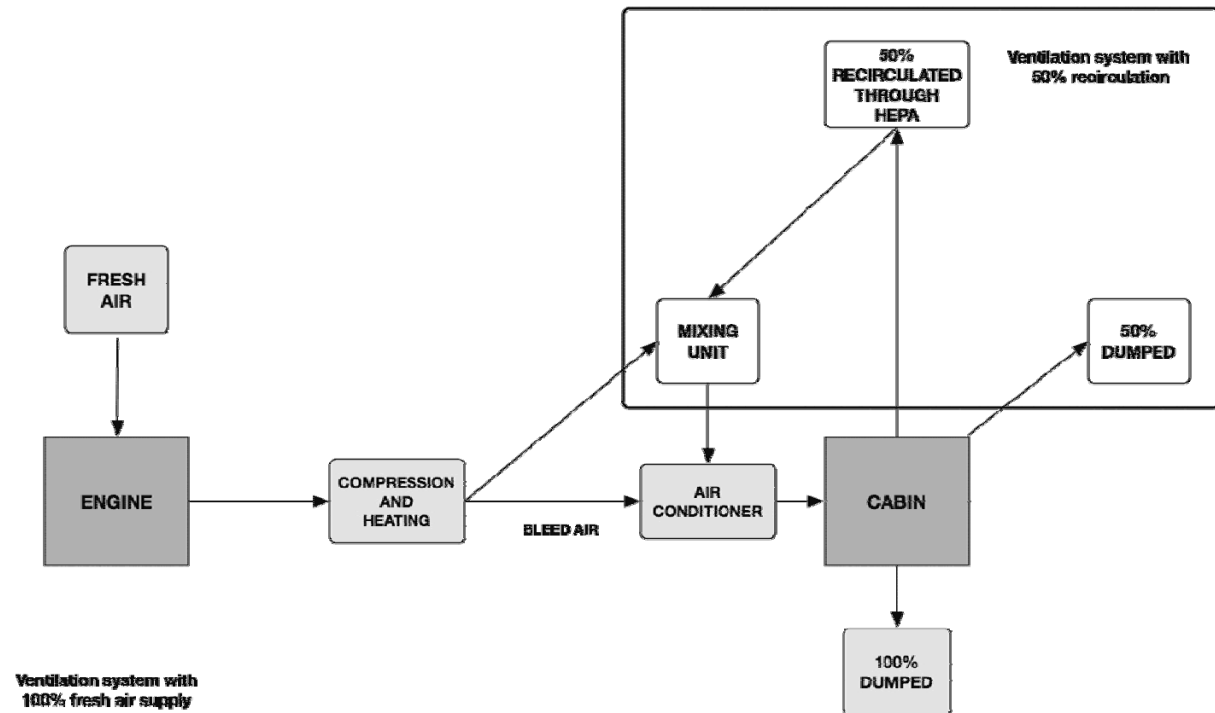 50%
RECIRCULATED
THROUGH
HEPA
Ventilation system with
50% recirculation
FRESH
AIR
MIXING
UNIT
50%
DUMPED
ENGINE
COMPRESSION
AND
HEATING
BLEED AIR
AIR
CONDITIONER
CABIN
100%
DUMPED
Ventilation system with
100% fresh air supply